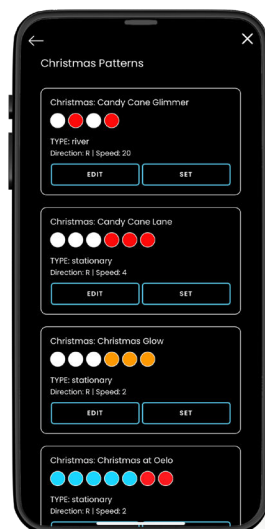 Christmas Patterns
Christmas: Candy Cane Glimmer
TYPE: river
Direction: R | Speed: 20
EDIT SET
Christmas: Candy Cane Lane
TYPE: stationary
Direction: R | Speed: 4
EDIT SET
Christmas: Christmas Glow
TYPE: stationary
Direction: R | Speed: 2
EDIT SET
Christmas: Christmas at Oelo
TYPE: stationary
Direction: R | Speed: 2